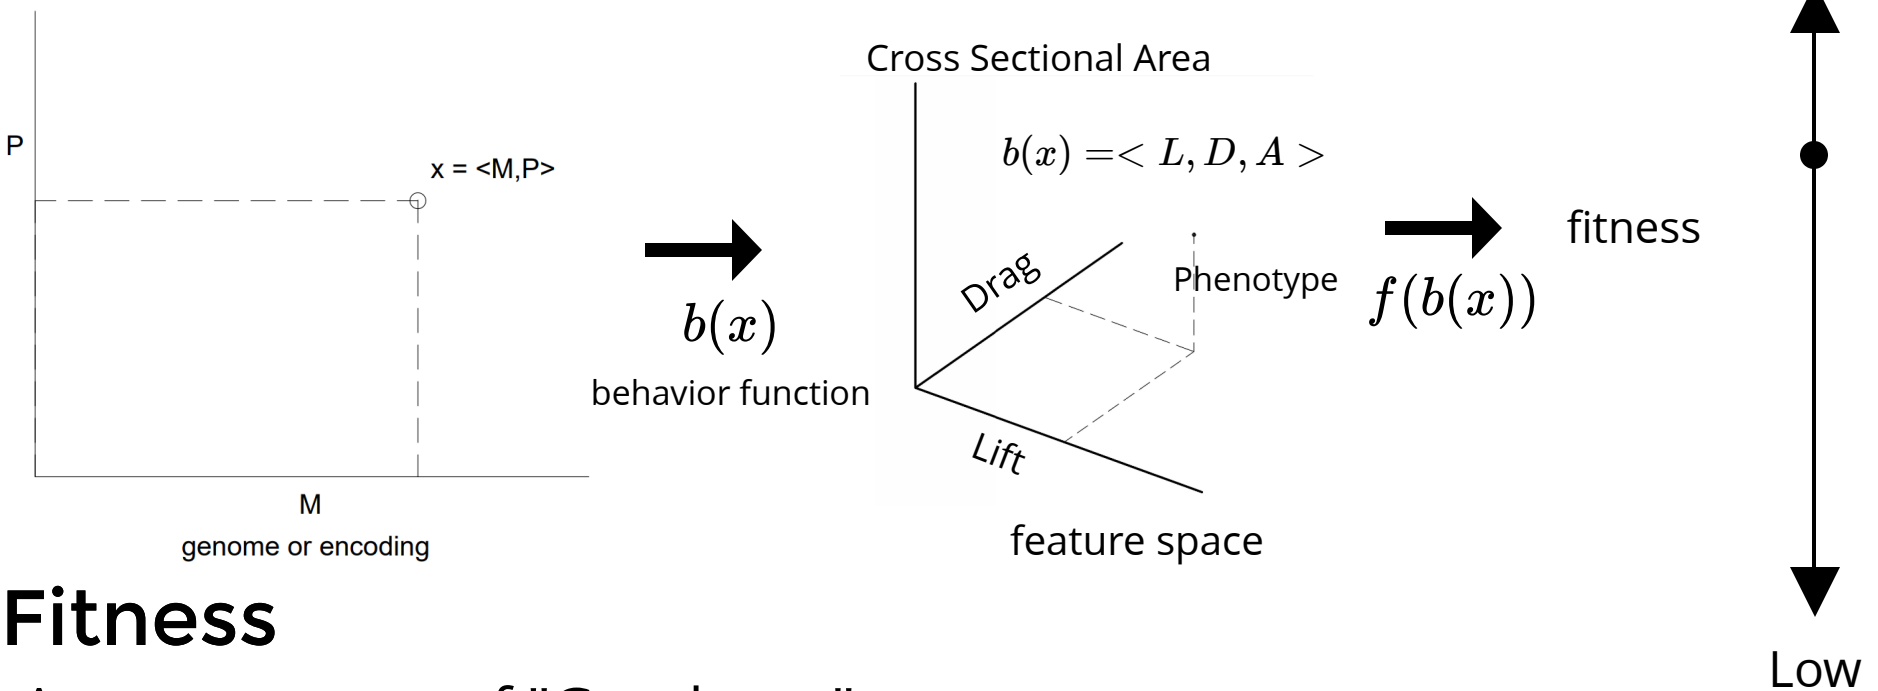 P
x = <M,P>
M
genome or encoding
b(x)
behavior function
Cross Sectional Area
b(x) =< L, D, A >
Drag
Phenotype
Lift
feature space
f(b(x))
fitness
Low
Fitness